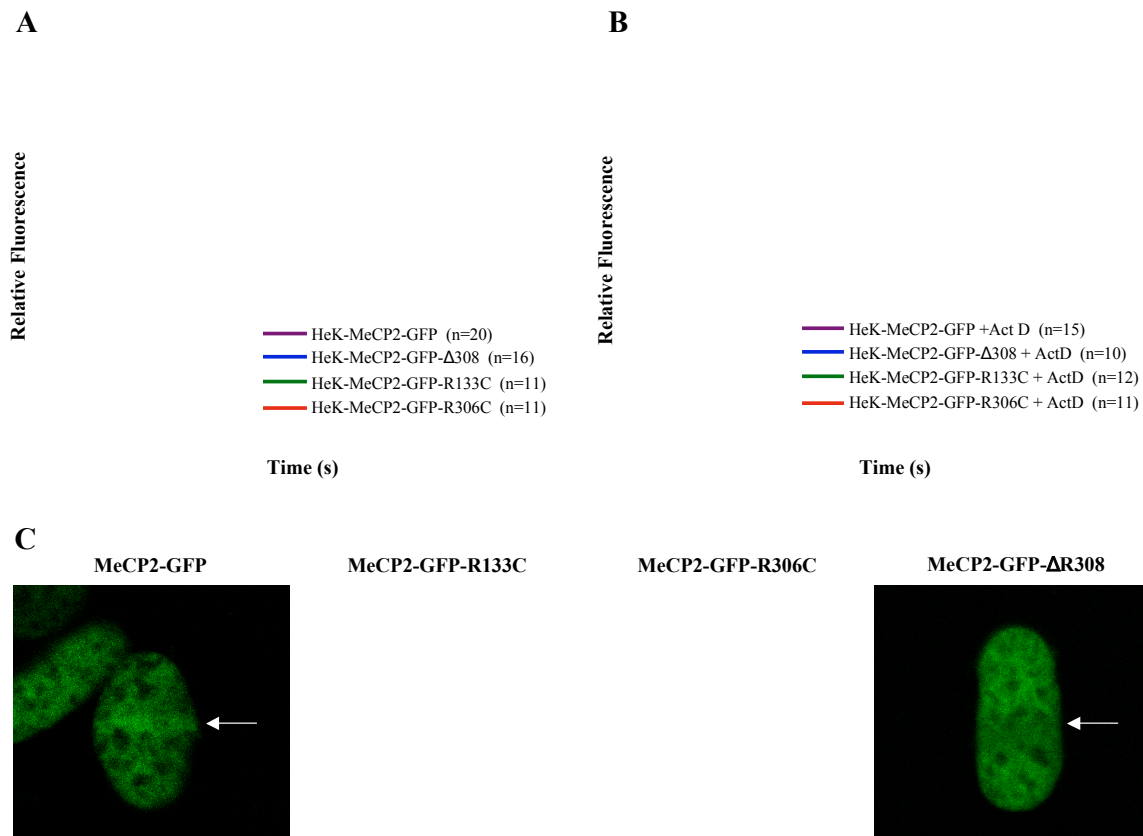 A
B
Relative Fluorescence
Relative Fluorescence
HeK-MeCP2-GFP (n=20)
HeK-MeCP2-GFP-Δ308 (n=16)
HeK-MeCP2-GFP-R133C (n=11)
HeK-MeCP2-GFP-R306C (n=11)
HeK-MeCP2-GFP +Act D (n=15)
HeK-MeCP2-GFP-Δ308 + ActD (n=10)
HeK-MeCP2-GFP-R133C + ActD (n=12)
HeK-MeCP2-GFP-R306C + ActD (n=11)
Time (s)
Time (s)
C
MeCP2-GFP
MeCP2-GFP-R133C
MeCP2-GFP-R306C
MeCP2-GFP-ΔR308